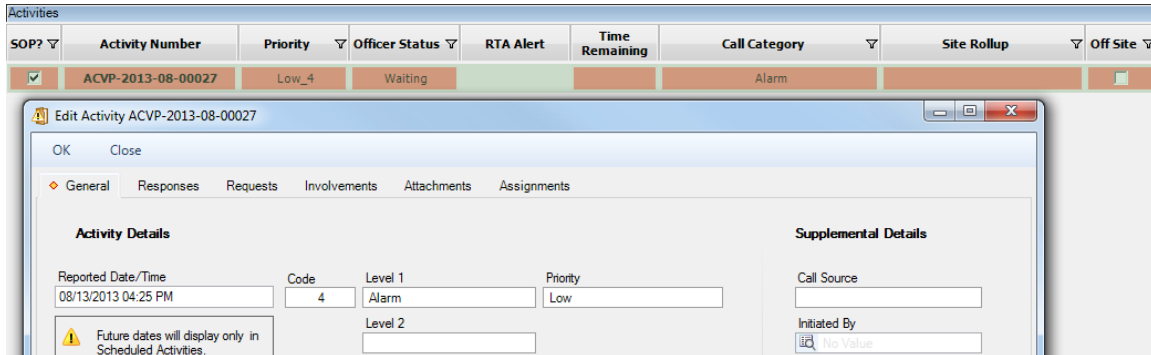 Activities
SOP? Activity Number Priority Officer Status RTA Alert Time Remaining Call Category Site Rollup Off Site
ACVP-2013-08-00027 Low_4 Waiting Alarm
Edit Activity ACVP-2013-08-00027
OK Close
General Responses Requests Involvements Attachments Assignments
Activity Details Supplemental Details
Reported Date/Time Code Level 1 Priority Call Source
08/13/2013 04:25 PM 4 Alarm Low
Level 2 Initiated By
Future dates will display only in No Value
Scheduled Activities.